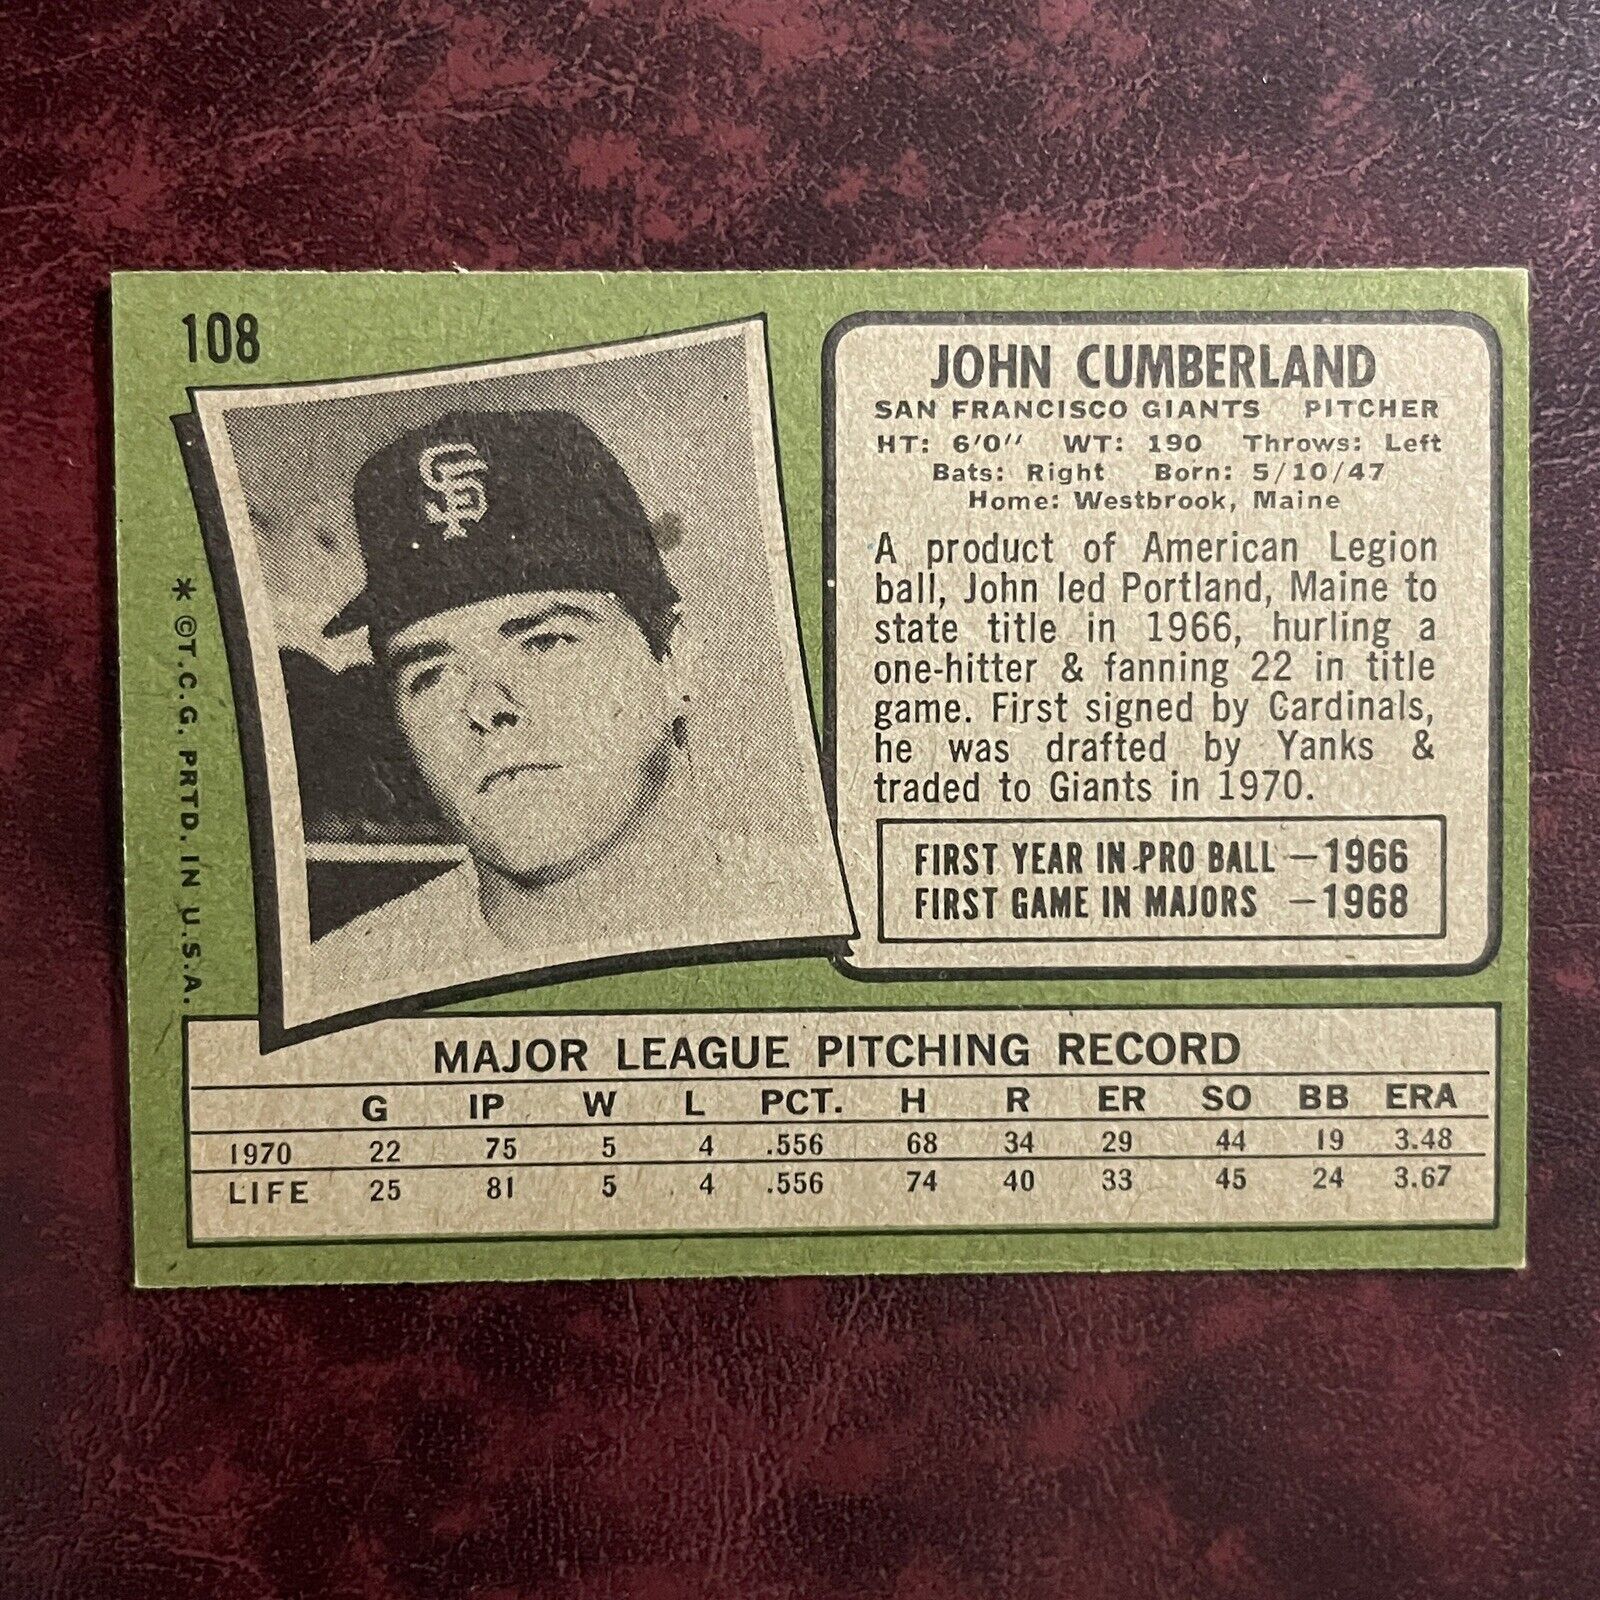 108
SF
* ©T.C.G. PRTD. IN U.S.A.
JOHN CUMBERLAND
SAN FRANCISCO GIANTS PITCHER
HT: 6'0" WT: 190 Throws: Left
Bats: Right Born: 5/10/47
Home: Westbrook, Maine
A product of American Legion
ball, John led Portland, Maine to
state title in 1966, hurling a
one-hitter & fanning 22 in title
game. First signed by Cardinals,
he was drafted by Yanks &
traded to Giants in 1970.
FIRST YEAR IN PRO BALL —1966
FIRST GAME IN MAJORS —1968
MAJOR LEAGUE PITCHING RECORD
G IP W L PCT. H R ER SO BB ERA
1970 22 75 5 4 .556 68 34 29 44 19 3.48
LIFE 25 81 5 4 .556 74 40 33 45 24 3.67